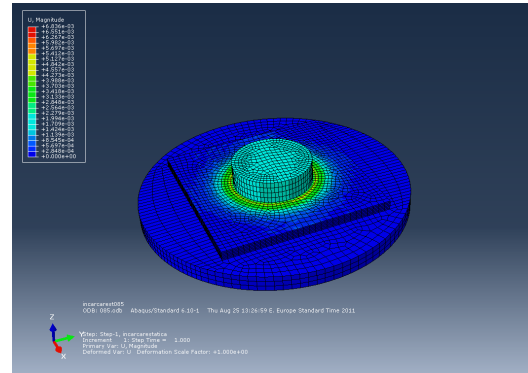 U, Magnitude
+6.836e-03
+6.551e-03
+6.267e-03
+5.982e-03
+5.697e-03
+5.412e-03
+5.127e-03
+4.842e-03
+4.557e-03
+4.273e-03
+3.988e-03
+3.703e-03
+3.418e-03
+3.133e-03
+2.848e-03
+2.564e-03
+2.279e-03
+1.994e-03
+1.709e-03
+1.424e-03
+1.139e-03
+8.545e-04
+5.697e-04
+2.848e-04
+0.000e+00
incarcarest085
ODB: 085.odb Abaqus/Standard 6.10-1 Thu Aug 25 13:26:59 E. Europe Standard Time 2011
Z
Y
X
Step: Step-1, incarcarestatica
Increment 1: Step Time = 1.000
Primary Var: U, Magnitude
Deformed Var: U Deformation Scale Factor: +1.000e+00